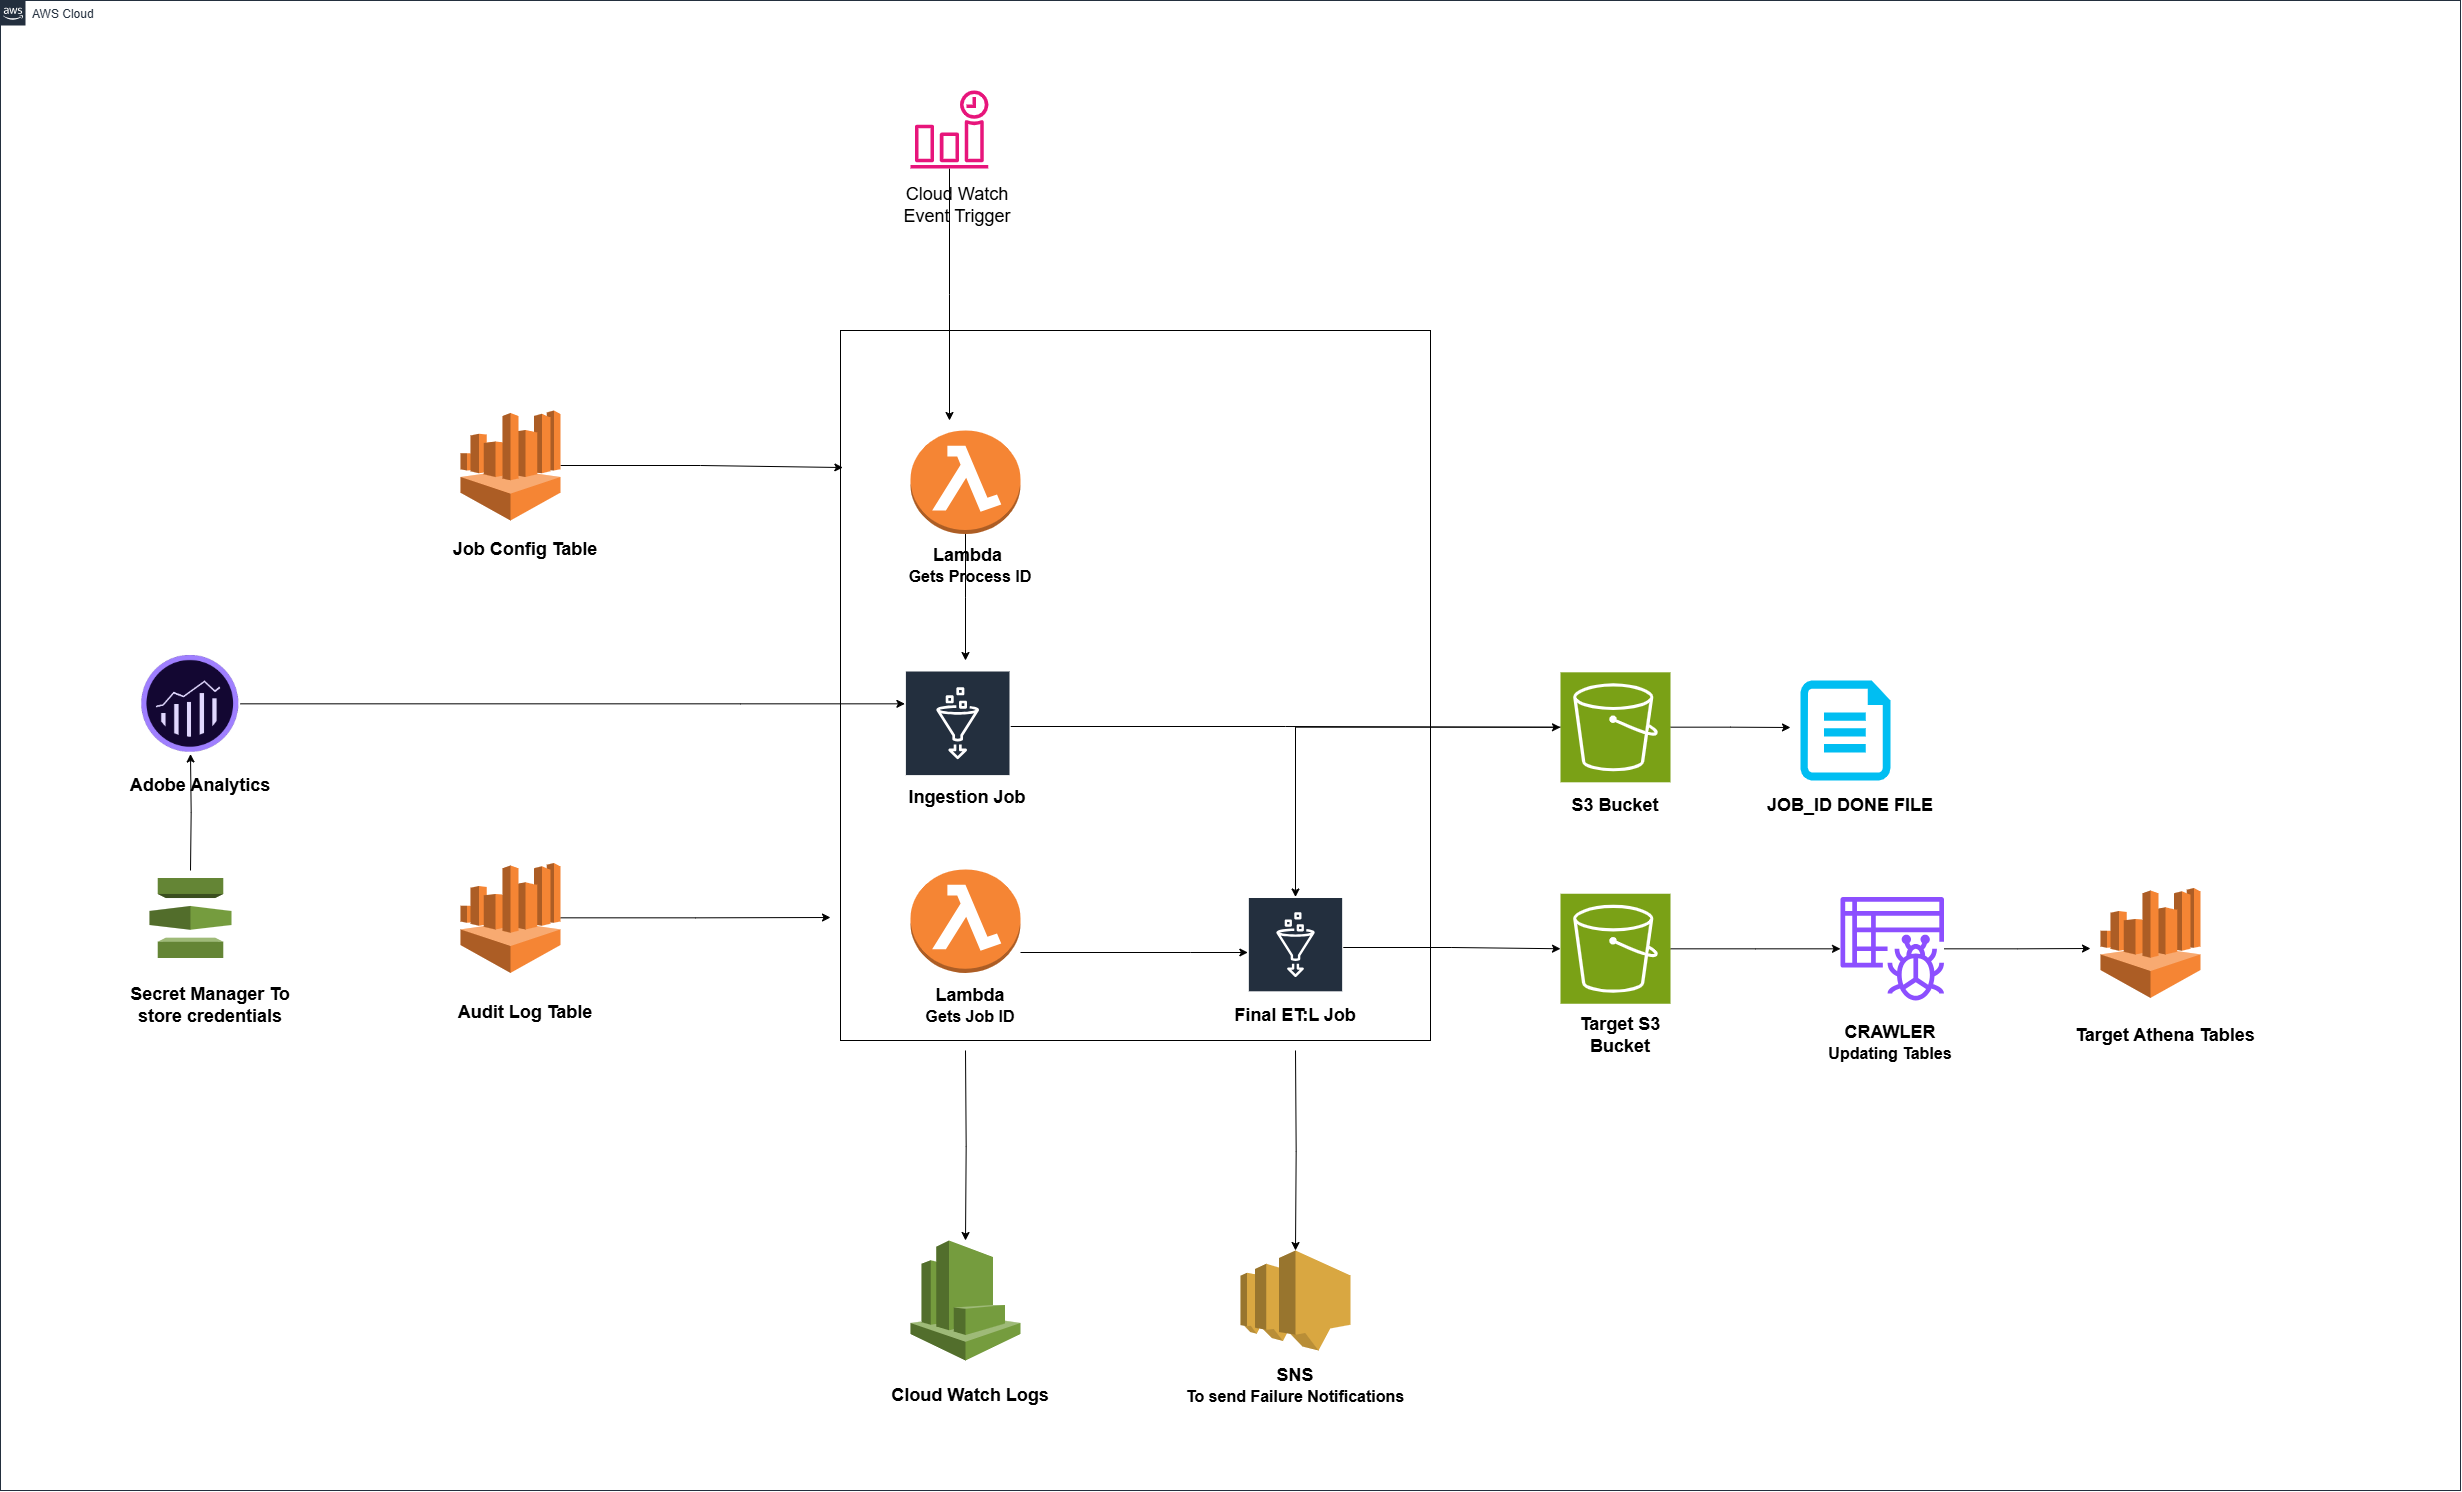 aws
AWS Cloud
Cloud Watch
Event Trigger
Job Config Table
Lambda
Gets Process ID
Adobe Analytics
Ingestion Job
S3 Bucket
JOB_ID DONE FILE
Secret Manager To
store credentials
Audit Log Table
Lambda
Gets Job ID
Final ET:L Job
Target S3
Bucket
CRAWLER
Updating Tables
Target Athena Tables
Cloud Watch Logs
SNS
To send Failure Notifications